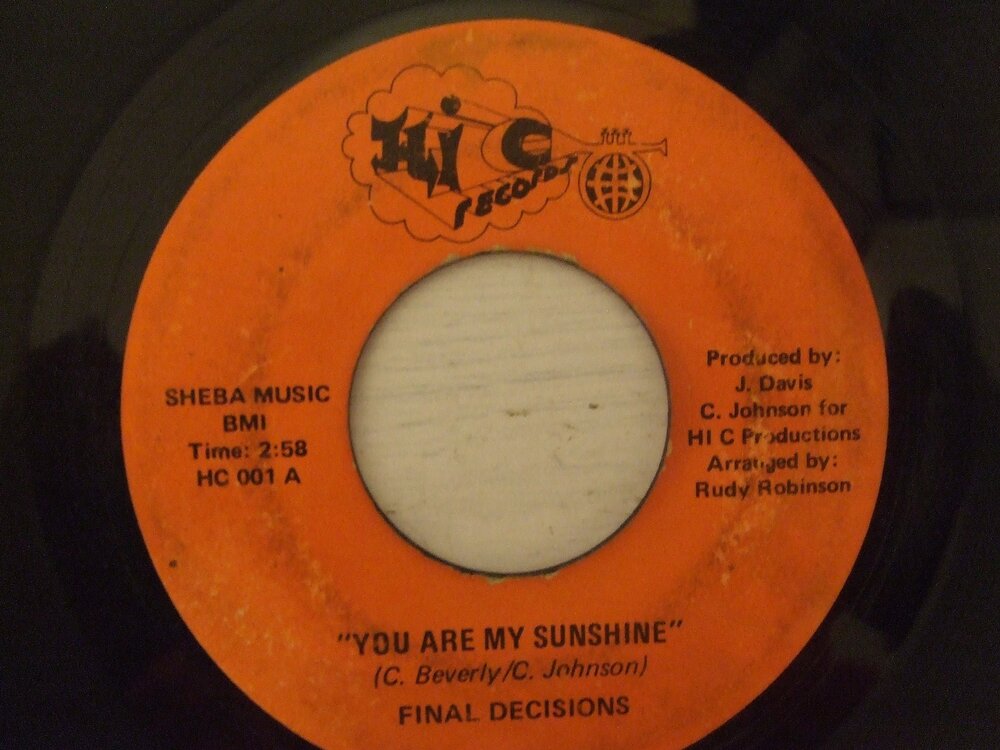 Hi C
records
SHEBA MUSIC
BMI
Time: 2:58
HC 001 A
Produced by:
J. Davis
C. Johnson for
HI C Productions
Arranged by:
Rudy Robinson
"YOU ARE MY SUNSHINE"
(C. Beverly/C. Johnson)
FINAL DECISIONS